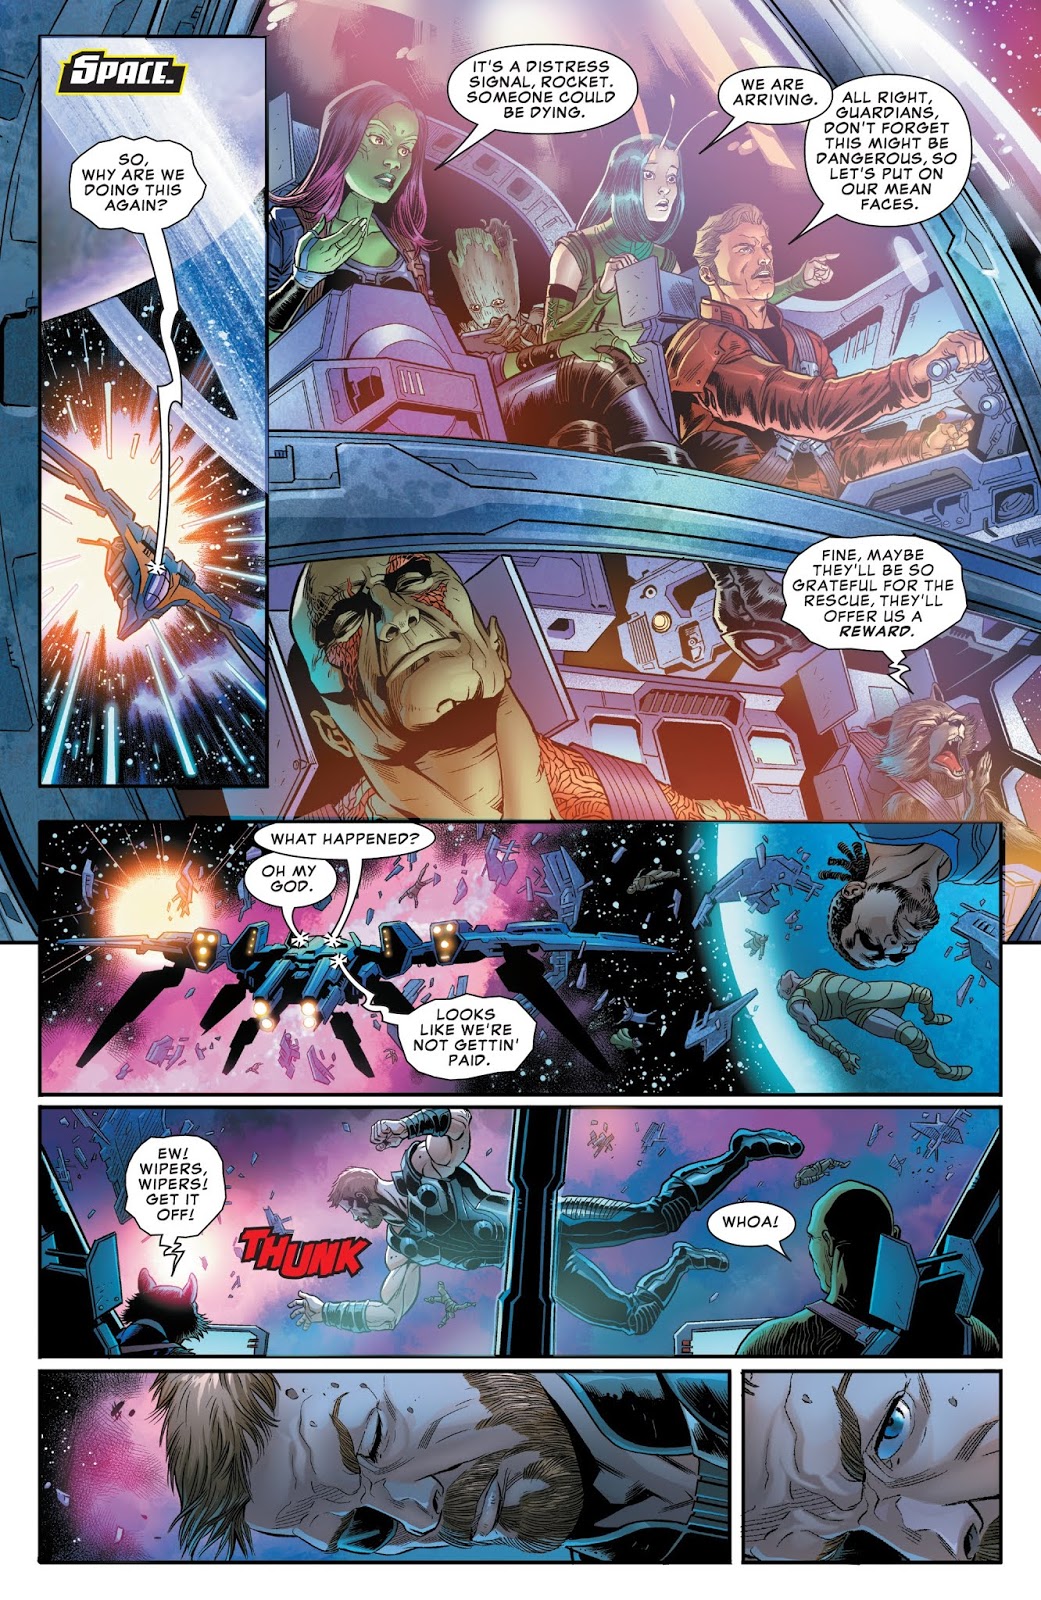 SPACE.
SO,
WHY ARE WE
DOING THIS
AGAIN?
IT'S A DISTRESS
SIGNAL, ROCKET.
SOMEONE COULD
BE DYING.
WE ARE
ARRIVING.
ALL RIGHT,
GUARDIANS,
DON'T FORGET
THIS MIGHT BE
DANGEROUS, SO
LET'S PUT ON
OUR MEAN
FACES.
FINE, MAYBE
THEY'LL BE SO
GRATEFUL FOR THE
RESCUE, THEY'LL
OFFER US A
REWARD.
WHAT HAPPENED?
OH MY
GOD.
LOOKS
LIKE WE'RE
NOT GETTIN'
PAID.
EW!
WIPERS,
WIPERS!
GET IT
OFF!
THUNK
WHOA!